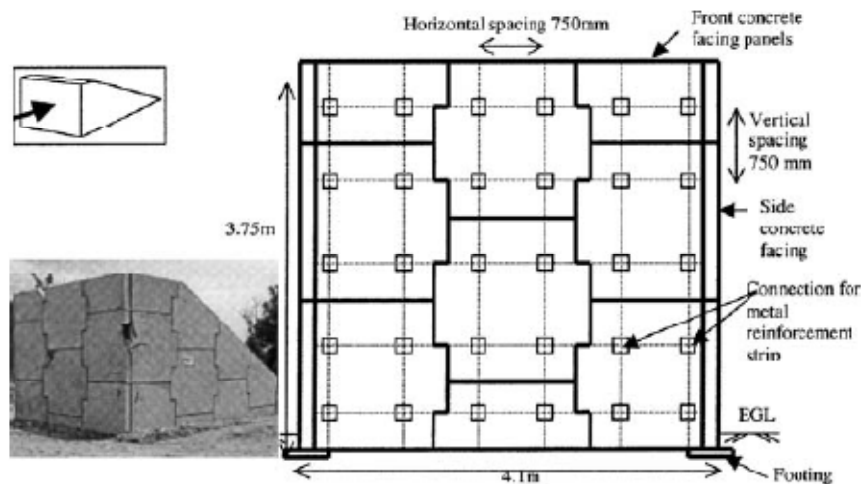 Horizontal spacing 750mm
Front concrete
facing panels
Vertical
spacing
750 mm
3.75m
Side
concrete
facing
Connection for
metal
reinforcement
strip
EGL
4.1m
Footing